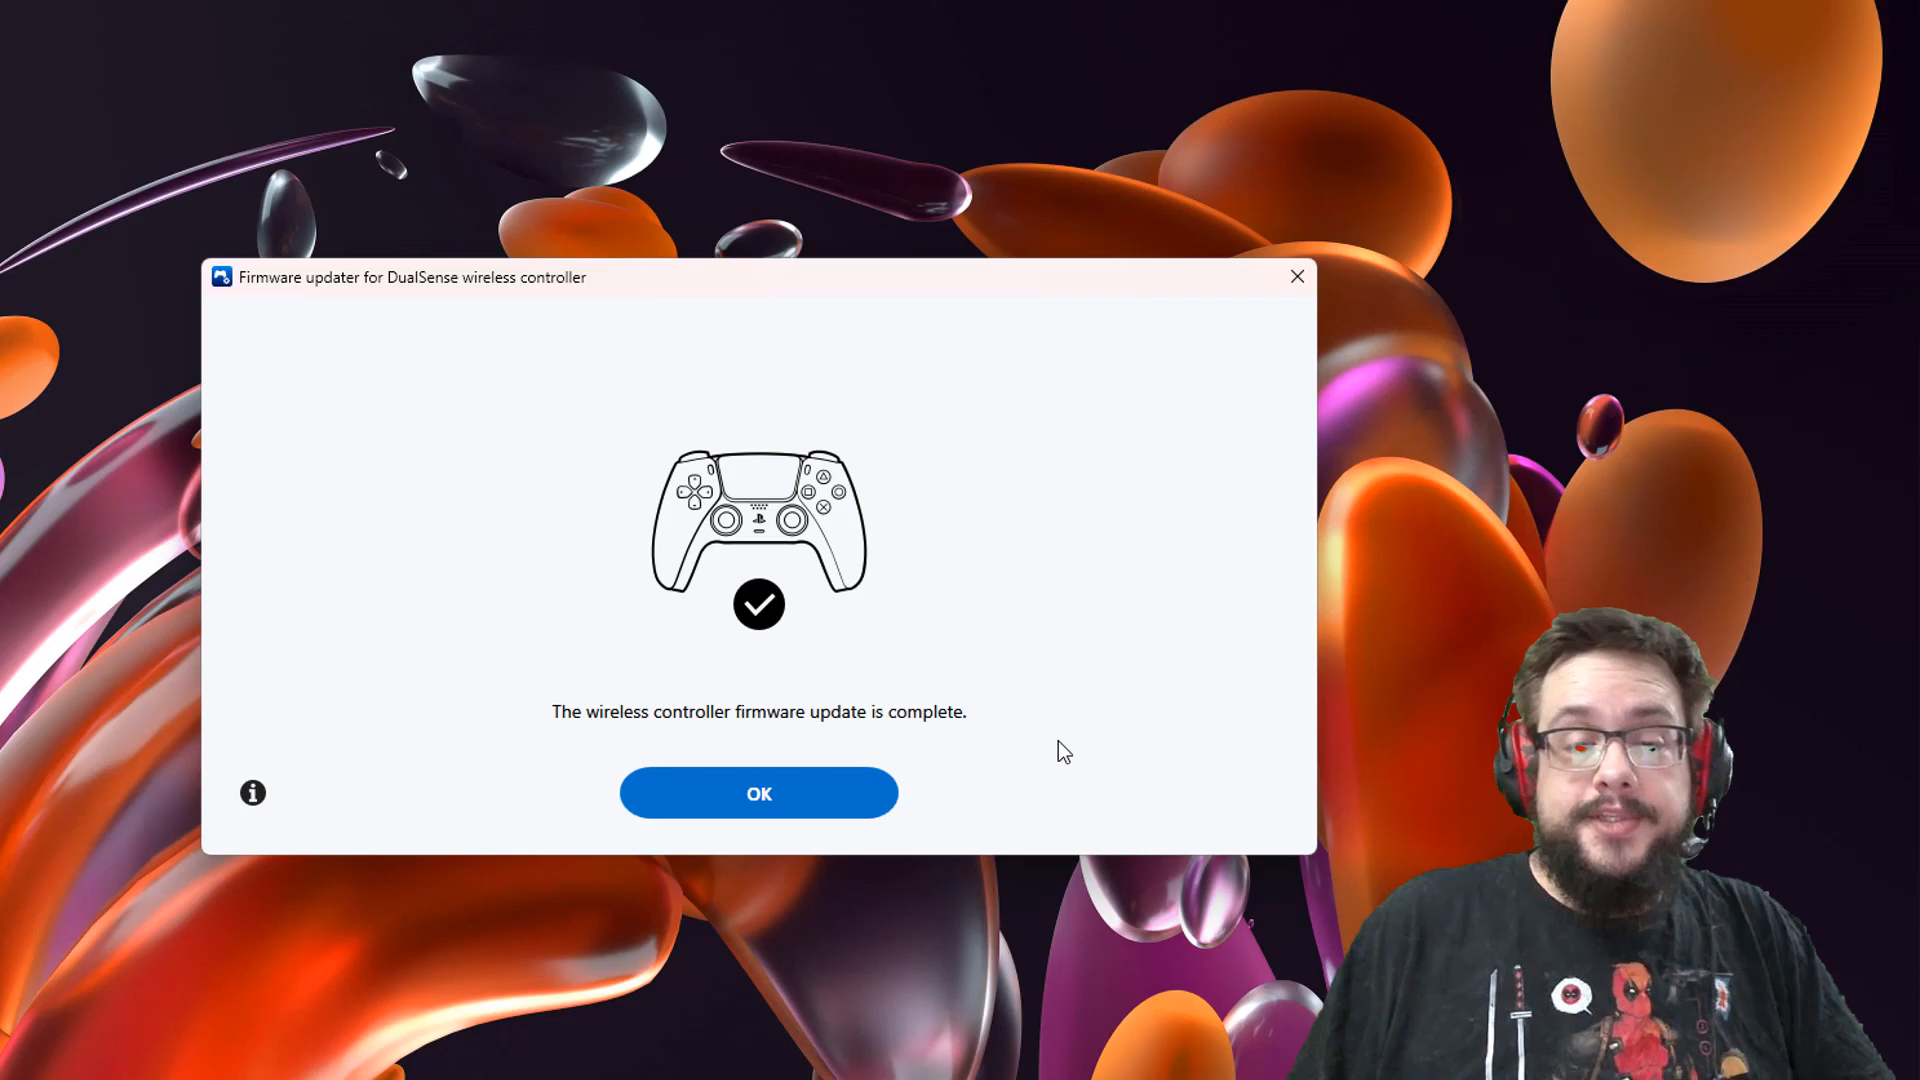 Firmware updater for DualSense wireless controller
The wireless controller firmware update is complete.
OK